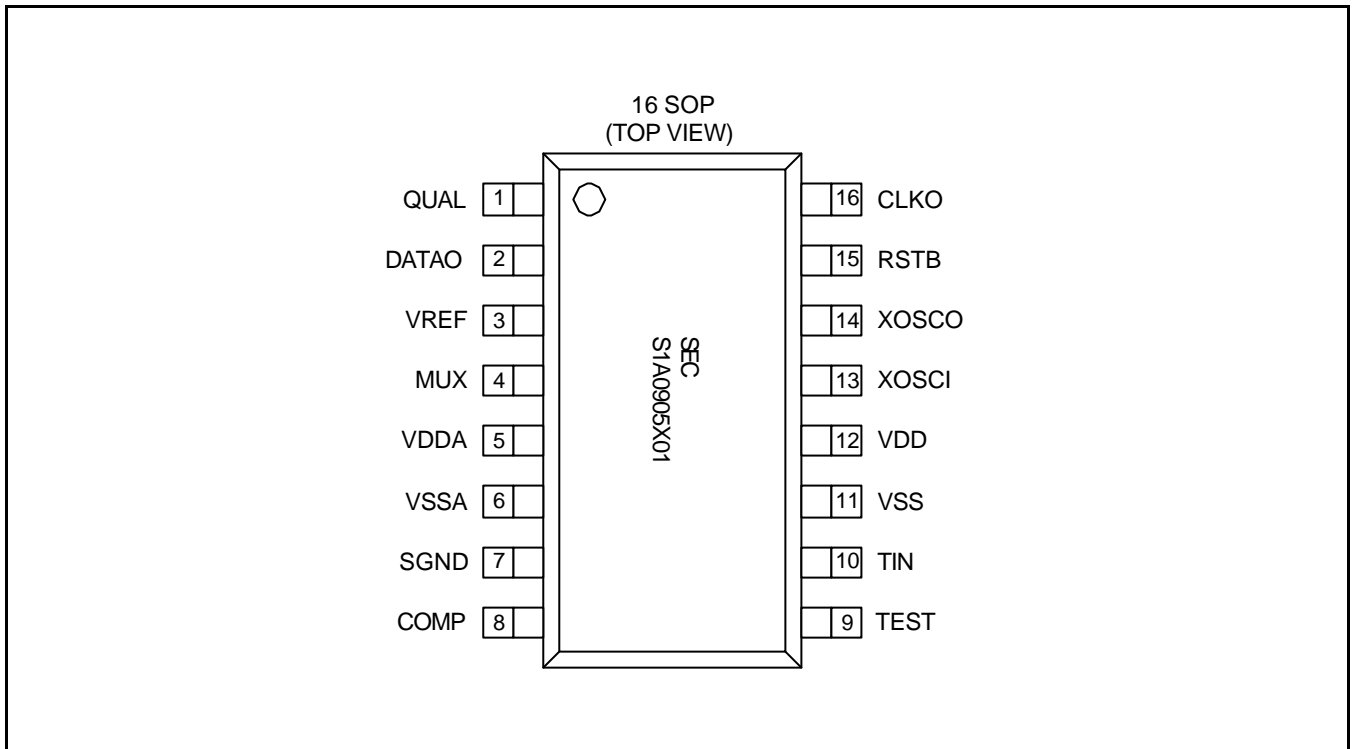 16 SOP
(TOP VIEW)
QUAL 1
DATAO 2
VREF 3
MUX 4
VDDA 5
VSSA 6
SGND 7
COMP 8
SEC
S1A0905X01
16 CLKO
15 RSTB
14 XOSCO
13 XOSCI
12 VDD
11 VSS
10 TIN
9 TEST